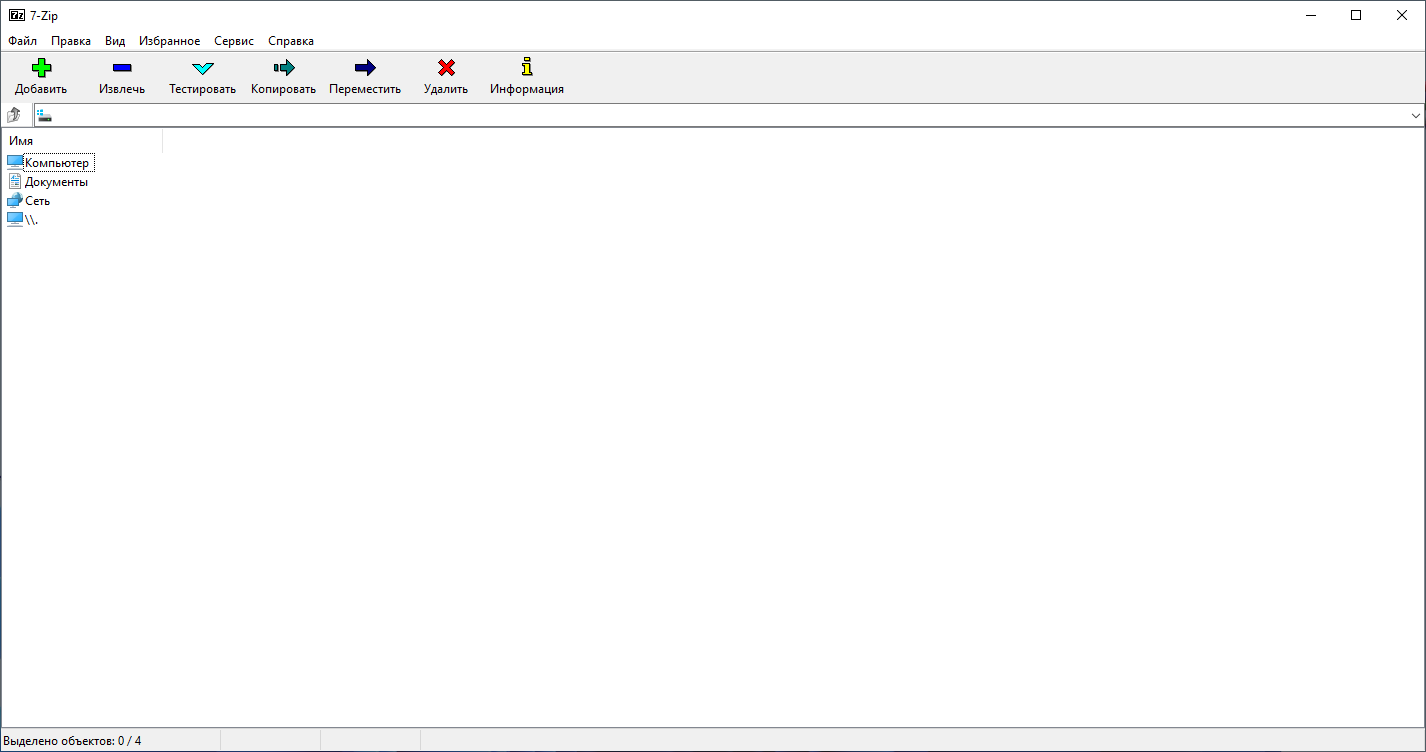 7-Zip
Файл Правка Вид Избранное Сервис Справка
Добавить Извлечь Тестировать Копировать Переместить Удалить Информация
Имя
Компьютер
Документы
Сеть
\\.
Выделено объектов: 0 / 4